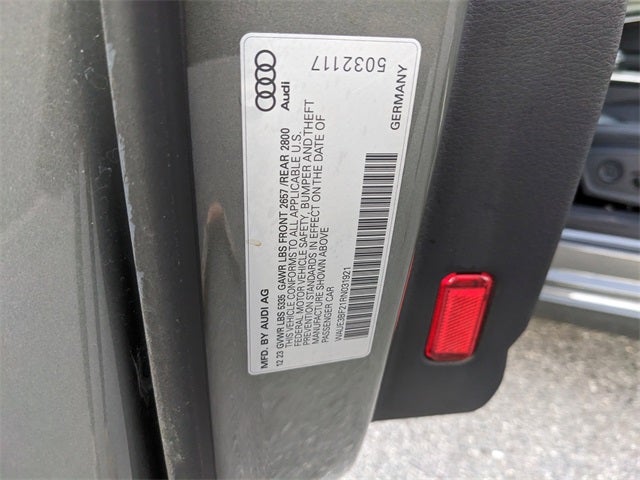 Audi
5032117
GERMANY
MFD. BY AUDI AG
12 23 GVWR LBS 5335 GAWR LBS FRONT 2657 /REAR 2800
THIS VEHICLE CONFORMS TO ALL APPLICABLE U.S.
FEDERAL MOTOR VEHICLE SAFETY, BUMPER AND THEFT
PREVENTION STANDARDS IN EFFECT ON THE DATE OF
MANUFACTURE SHOWN ABOVE
PASSENGER CAR
WAUE3BF21RN031921